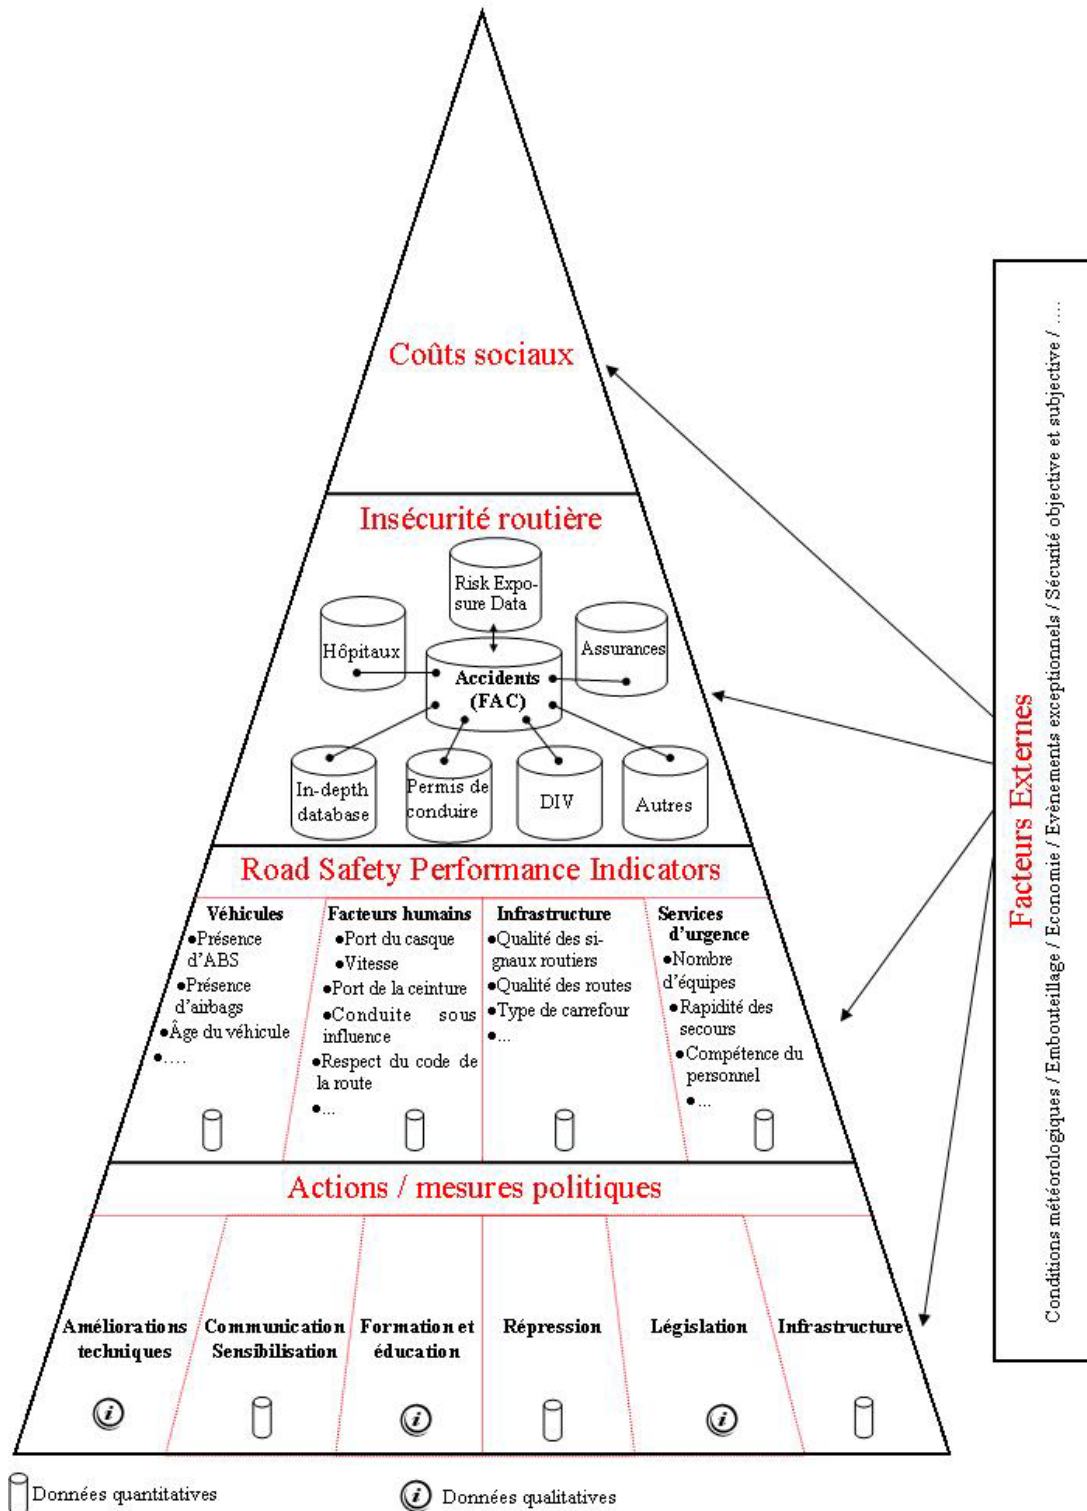 Coûts sociaux
Insécurité routière
Risk Expo-
sure Data
Hôpitaux
Assurances
Accidents
(FAC)
In-depth
database
Permis de
conduire
DIV
Autres
Road Safety Performance Indicators
Véhicules
●Présence
d'ABS
●Présence
d'airbags
●Âge du véhicule
●....
Facteurs humains
●Port du casque
●Vitesse
●Port de la ceinture
●Conduite sous
influence
●Respect du code de
la route
●...
Infrastructure
●Qualité des si-
gnaux routiers
●Qualité des routes
●Type de carrefour
●...
Services
d'urgence
●Nombre
d'équipes
●Rapidité des
secours
●Compétence du
personnel
●...
Actions / mesures politiques
Améliorations
techniques
Communication
Sensibilisation
Formation et
éducation
Répression
Législation
Infrastructure
i
i
i
Facteurs Externes
Conditions météorologiques / Embouteillage / Economie / Evènements exceptionnels / Sécurité objective et subjective / ....
Données quantitatives
i Données qualitatives